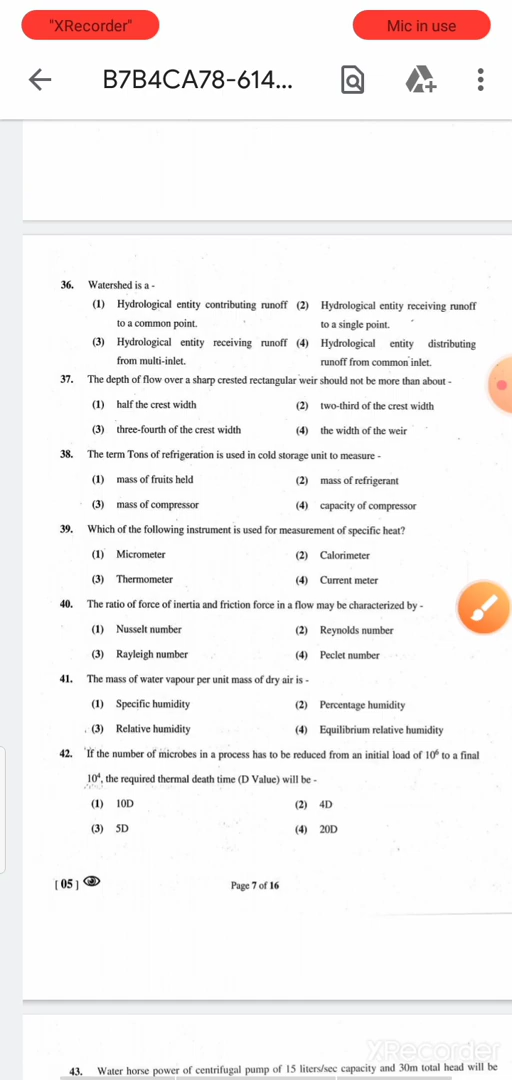 "XRecorder"
Mic in use
B7B4CA78-614...
36. Watershed is a -
(1) Hydrological entity contributing runoff (2) Hydrological entity receiving runoff
to a common point. to a single point.
(3) Hydrological entity receiving runoff (4) Hydrological entity distributing
from multi-inlet. runoff from common inlet.
37. The depth of flow over a sharp crested rectangular weir should not be more than about -
(1) half the crest width (2) two-third of the crest width
(3) three-fourth of the crest width (4) the width of the weir
38. The term Tons of refrigeration is used in cold storage unit to measure -
(1) mass of fruits held (2) mass of refrigerant
(3) mass of compressor (4) capacity of compressor
39. Which of the following instrument is used for measurement of specific heat?
(1) Micrometer (2) Calorimeter
(3) Thermometer (4) Current meter
40. The ratio of force of inertia and friction force in a flow may be characterized by -
(1) Nusselt number (2) Reynolds number
(3) Rayleigh number (4) Peclet number
41. The mass of water vapour per unit mass of dry air is -
(1) Specific humidity (2) Percentage humidity
(3) Relative humidity (4) Equilibrium relative humidity
42. If the number of microbes in a process has to be reduced from an initial load of 10⁶ to a final
10⁴, the required thermal death time (D Value) will be -
(1) 10D (2) 4D
(3) 5D (4) 20D
[ 05 ] Page 7 of 16
XRecorder
43. Water horse power of centrifugal pump of 15 liters/sec capacity and 30m total head will be